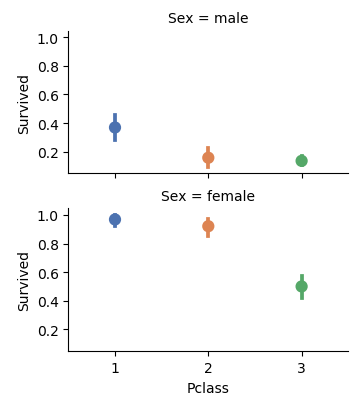 Sex = male
1.0
0.8
0.6
0.4
0.2
Survived
Sex = female
1.0
0.8
0.6
0.4
0.2
Survived
1 2 3
Pclass